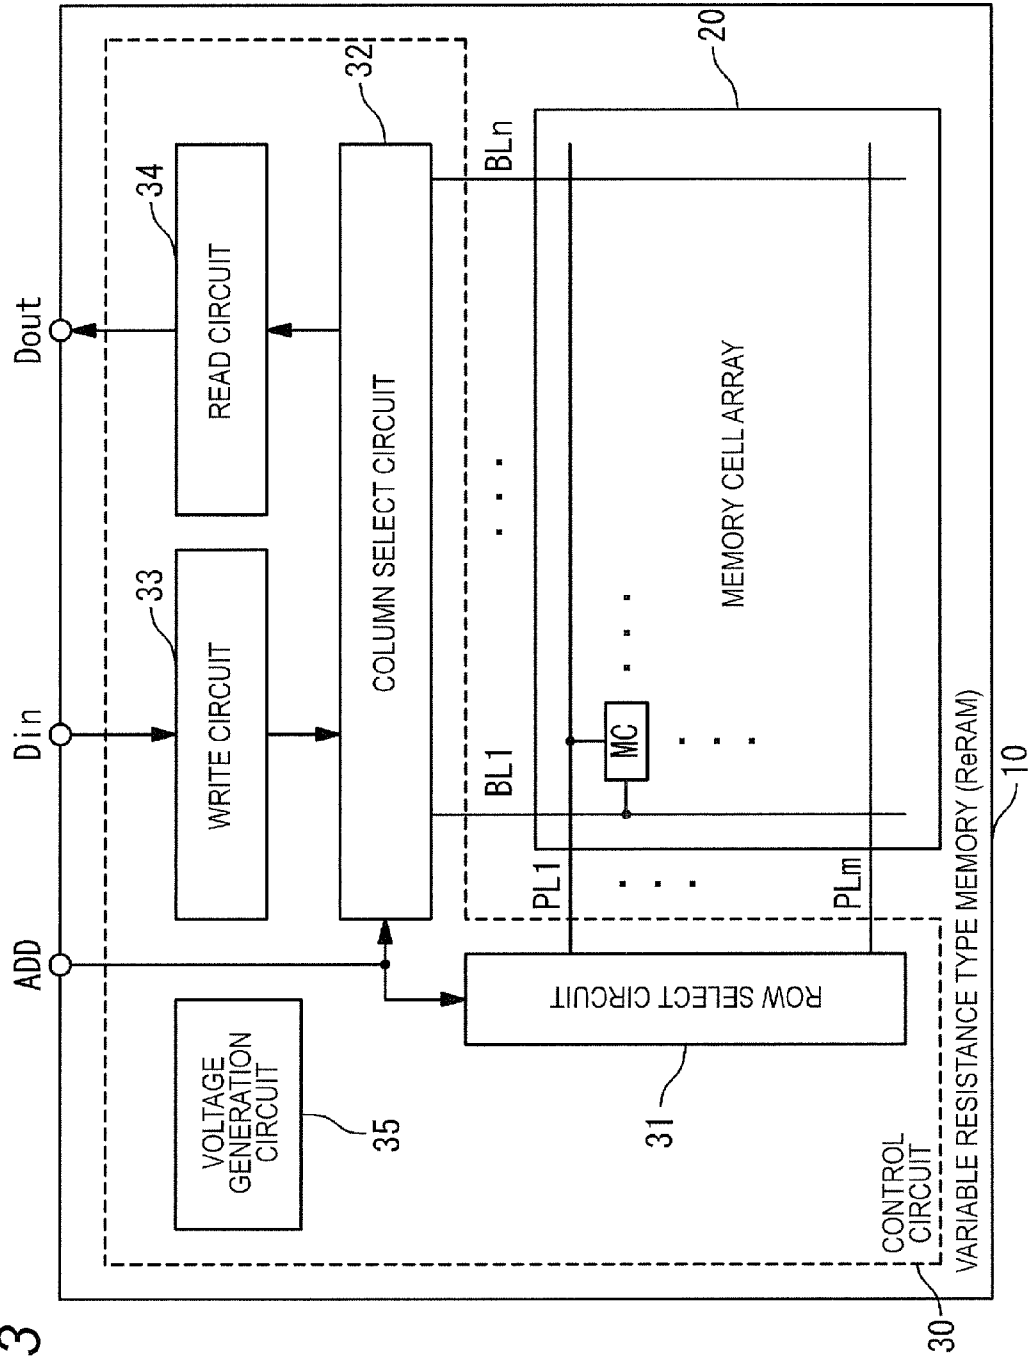 3
ADD
Din
Dout
VOLTAGE
GENERATION
CIRCUIT
35
WRITE CIRCUIT
33
READ CIRCUIT
34
COLUMN SELECT CIRCUIT
32
ROW SELECT CIRCUIT
31
BL1
BLn
20
PL1
PLm
MC
MEMORY CELL ARRAY
CONTROL
CIRCUIT
30
VARIABLE RESISTANCE TYPE MEMORY (ReRAM)
10